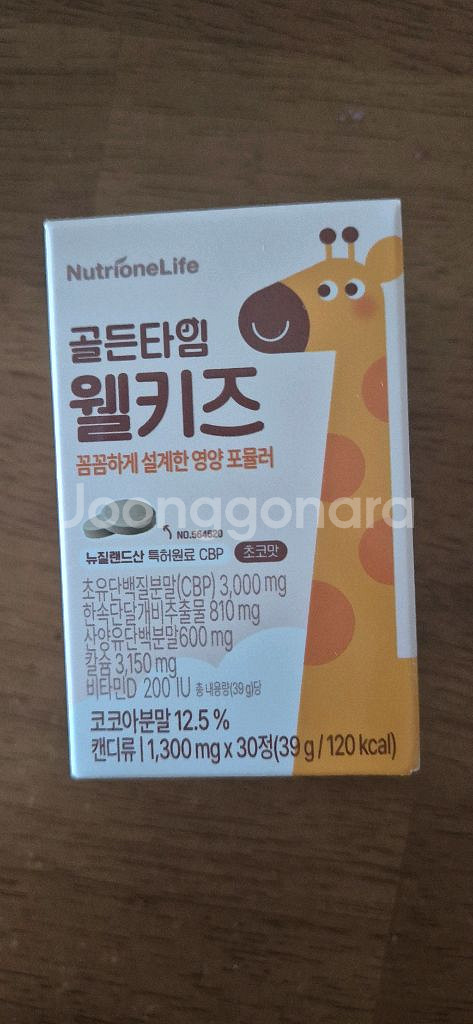 NutrioneLife
골든타임
웰키즈
꼼꼼하게 설계한 영양 포뮬러
Joonggonara
NO.564620
뉴질랜드산 특허원료 CBP 초코맛
초유단백질분말(CBP) 3,000 mg
한속단달개비추출물 810 mg
산양유단백분말600 mg
칼슘 3,150 mg
비타민D 200 IU 총 내용량(39 g)당
코코아분말 12.5 %
캔디류 | 1,300 mg x 30정(39 g / 120 kcal)